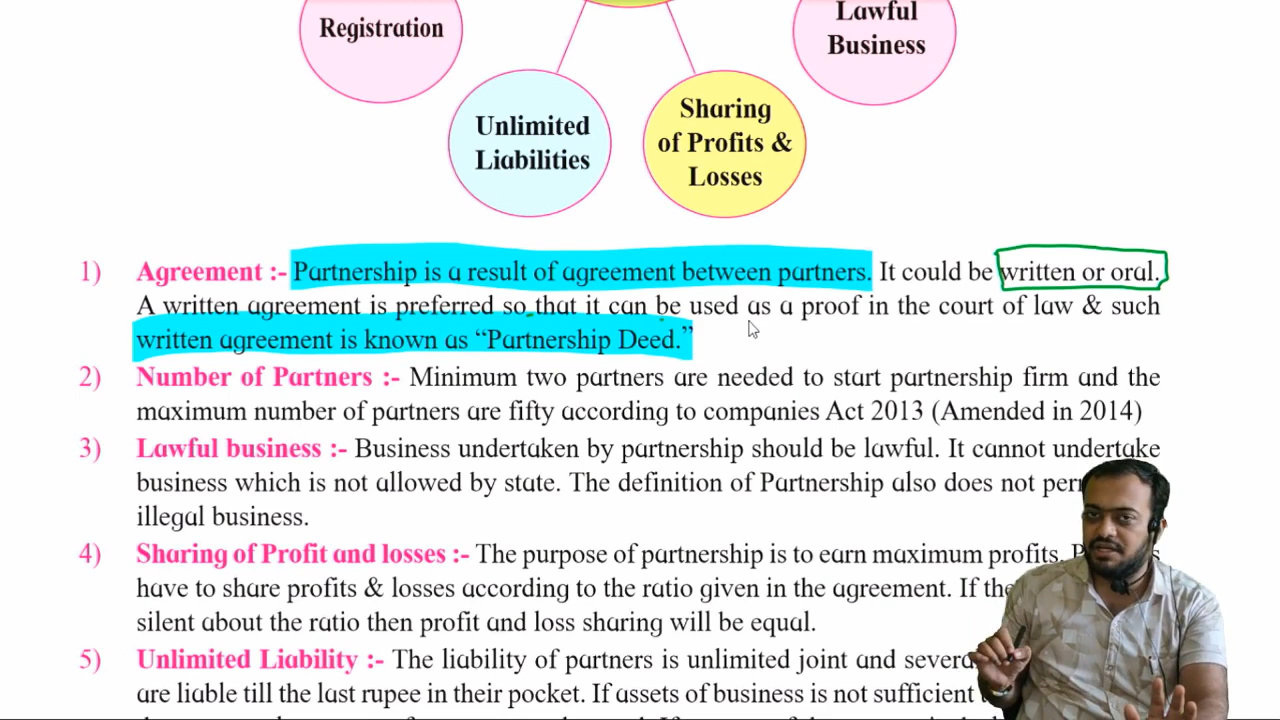 Registration
Lawful
Business
Unlimited
Liabilities
Sharing
of Profits &
Losses
1) Agreement :- Partnership is a result of agreement between partners. It could be written or oral.
A written agreement is preferred so that it can be used as a proof in the court of law & such
written agreement is known as “Partnership Deed.”
2) Number of Partners :- Minimum two partners are needed to start partnership firm and the
maximum number of partners are fifty according to companies Act 2013 (Amended in 2014)
3) Lawful business :- Business undertaken by partnership should be lawful. It cannot undertake
business which is not allowed by state. The definition of Partnership also does not
illegal business.
4) Sharing of Profit and losses :- The purpose of partnership is to earn maximum profits.
have to share profits & losses according to the ratio given in the agreement. If
silent about the ratio then profit and loss sharing will be equal.
5) Unlimited Liability :- The liability of partners is unlimited joint and
are liable till the last rupee in their pocket. If assets of business is not sufficient